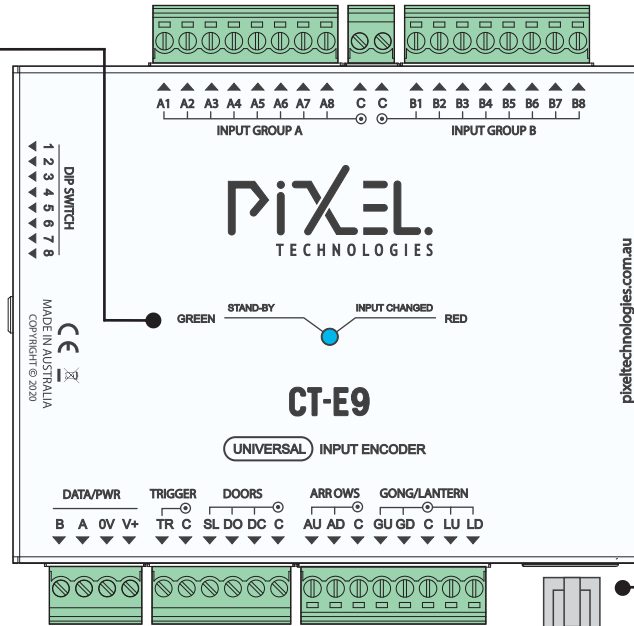 A1 A2 A3 A4 A5 A6 A7 A8 C C B1 B2 B3 B4 B5 B6 B7 B8
INPUT GROUP A INPUT GROUP B
DIP SWITCH
1 2 3 4 5 6 7 8
PiXEL.
TECHNOLOGIES
pixeltechnologies.com.au
STAND-BY INPUT CHANGED
GREEN RED
CE
MADE IN AUSTRALIA
COPYRIGHT © 2020
CT-E9
UNIVERSAL INPUT ENCODER
DATA/PWR TRIGGER DOORS ARROWS GONG/LANTERN
B A 0V V+ TR C SL DO DC C AU AD C GU GD C LU LD